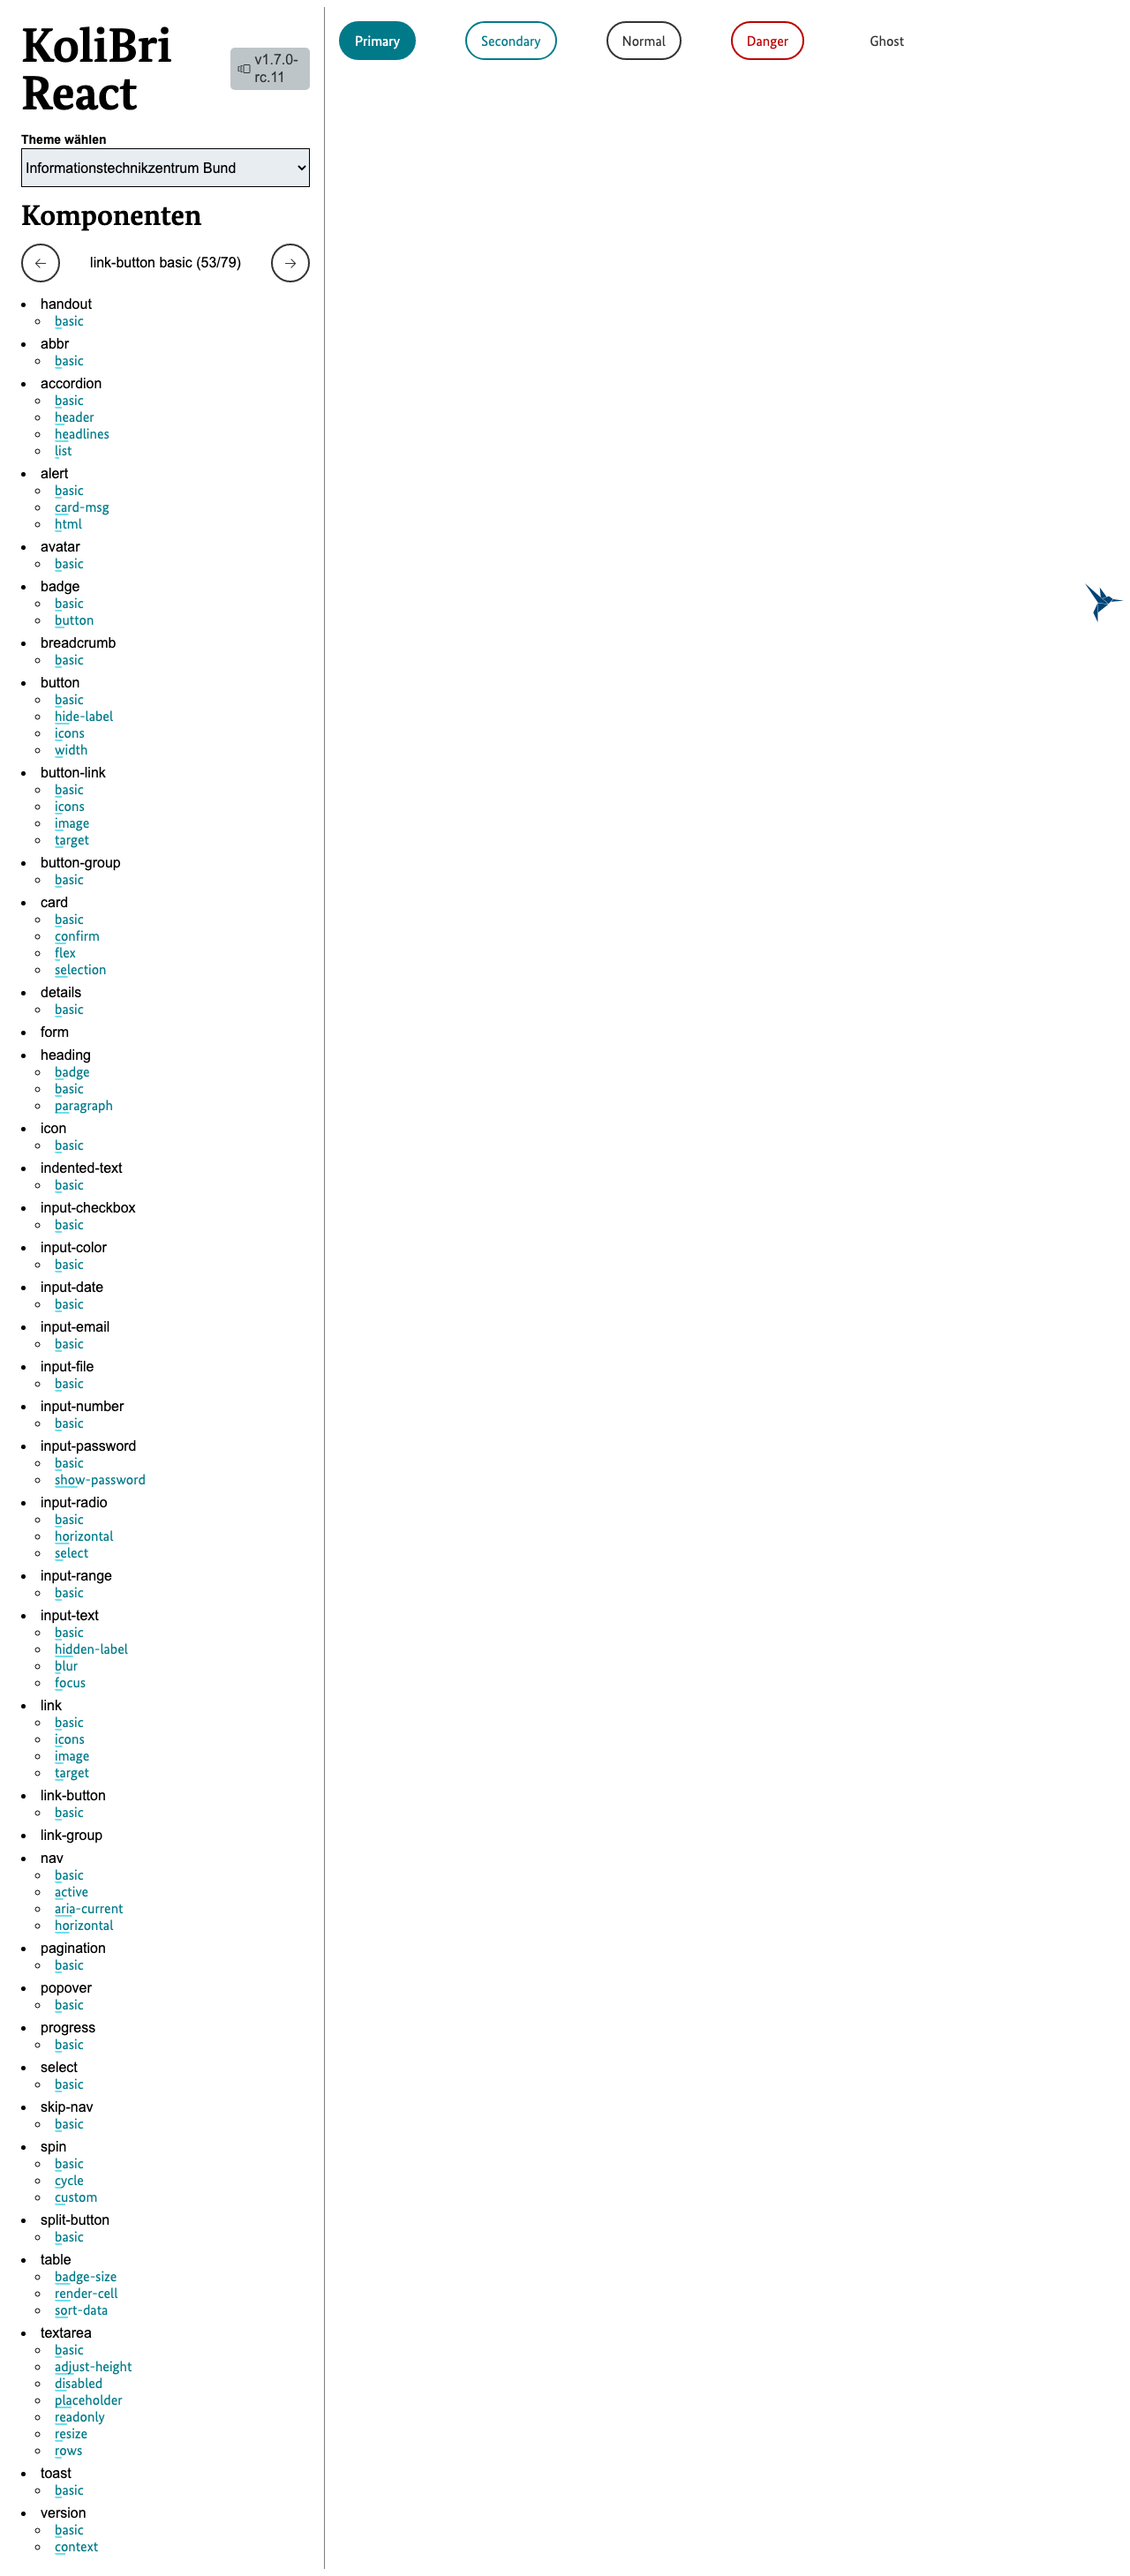 KoliBri
React
v1.7.0-
rc.11
Theme wählen
Informationstechnikzentrum Bund
Komponenten
link-button basic (53/79)
handout
basic
abbr
basic
accordion
basic
header
headlines
list
alert
basic
card-msg
html
avatar
basic
badge
basic
button
breadcrumb
basic
button
basic
hide-label
icons
width
button-link
basic
icons
image
target
button-group
basic
card
basic
confirm
flex
selection
details
basic
form
heading
badge
basic
paragraph
icon
basic
indented-text
basic
input-checkbox
basic
input-color
basic
input-date
basic
input-email
basic
input-file
basic
input-number
basic
input-password
basic
show-password
input-radio
basic
horizontal
select
input-range
basic
input-text
basic
hidden-label
blur
focus
link
basic
icons
image
target
link-button
basic
link-group
nav
basic
active
aria-current
horizontal
pagination
basic
popover
basic
progress
basic
select
basic
skip-nav
basic
spin
basic
cycle
custom
split-button
basic
table
badge-size
render-cell
sort-data
textarea
basic
adjust-height
disabled
placeholder
readonly
resize
rows
toast
basic
version
basic
context
Primary Secondary Normal Danger Ghost